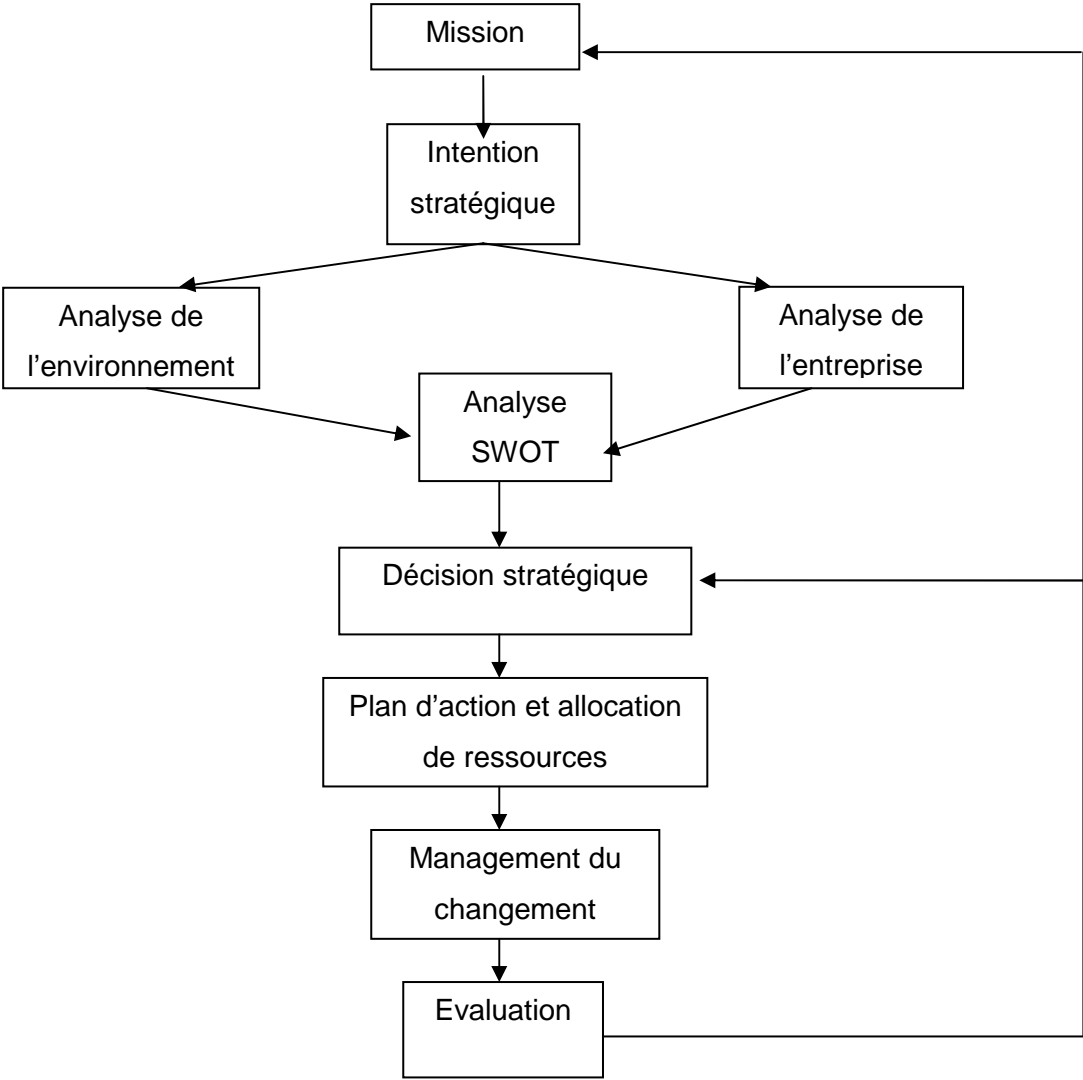 Mission
Intention
stratégique
Analyse de
l’environnement
Analyse de
l’entreprise
Analyse
SWOT
Décision stratégique
Plan d’action et allocation
de ressources
Management du
changement
Evaluation